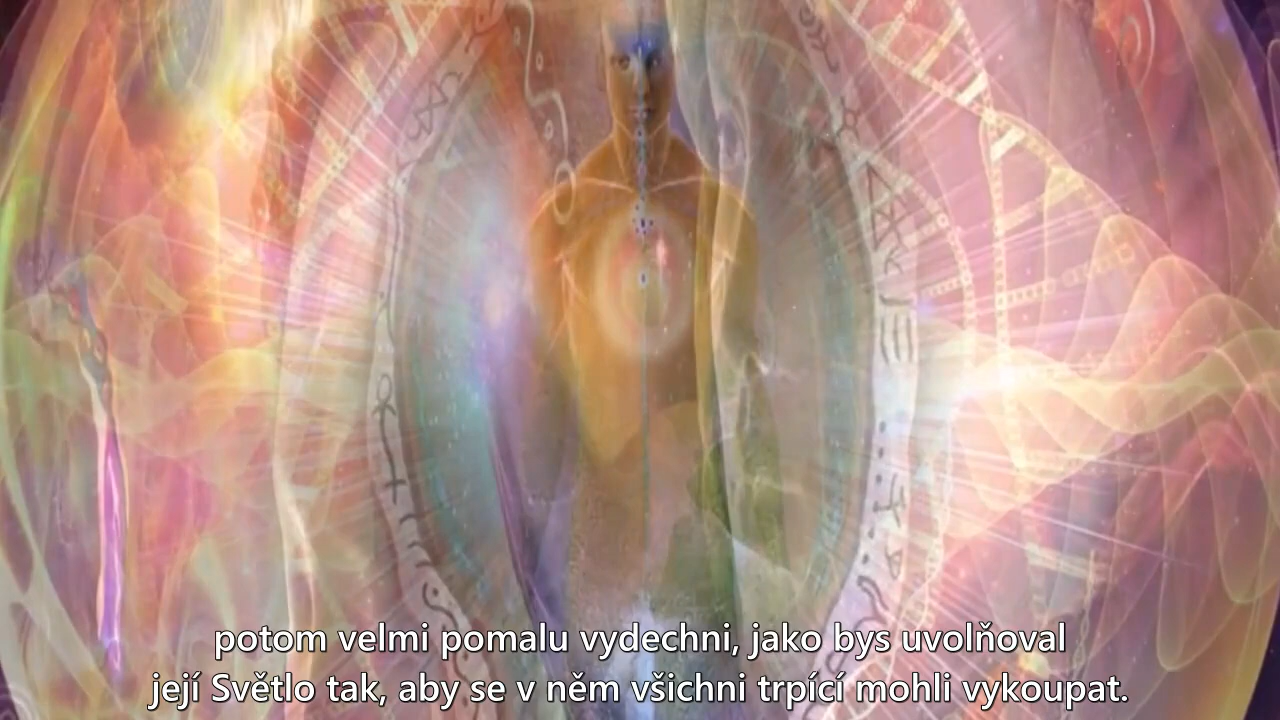 potom velmi pomalu vydechni, jako bys uvolňoval
její Světlo tak, aby se v něm všichni trpící mohli vykoupat.